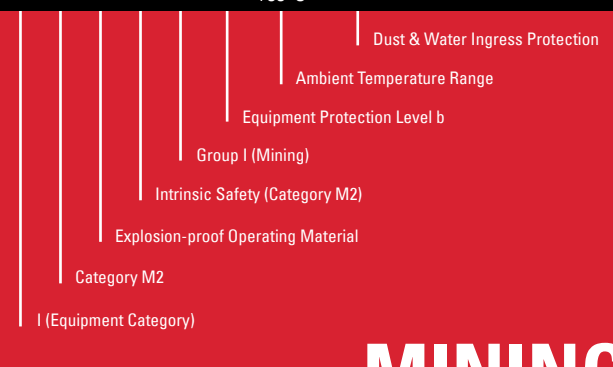 Dust & Water Ingress Protection
Ambient Temperature Range
Equipment Protection Level b
Group I (Mining)
Intrinsic Safety (Category M2)
Explosion-proof Operating Material
Category M2
I (Equipment Category)
MINING